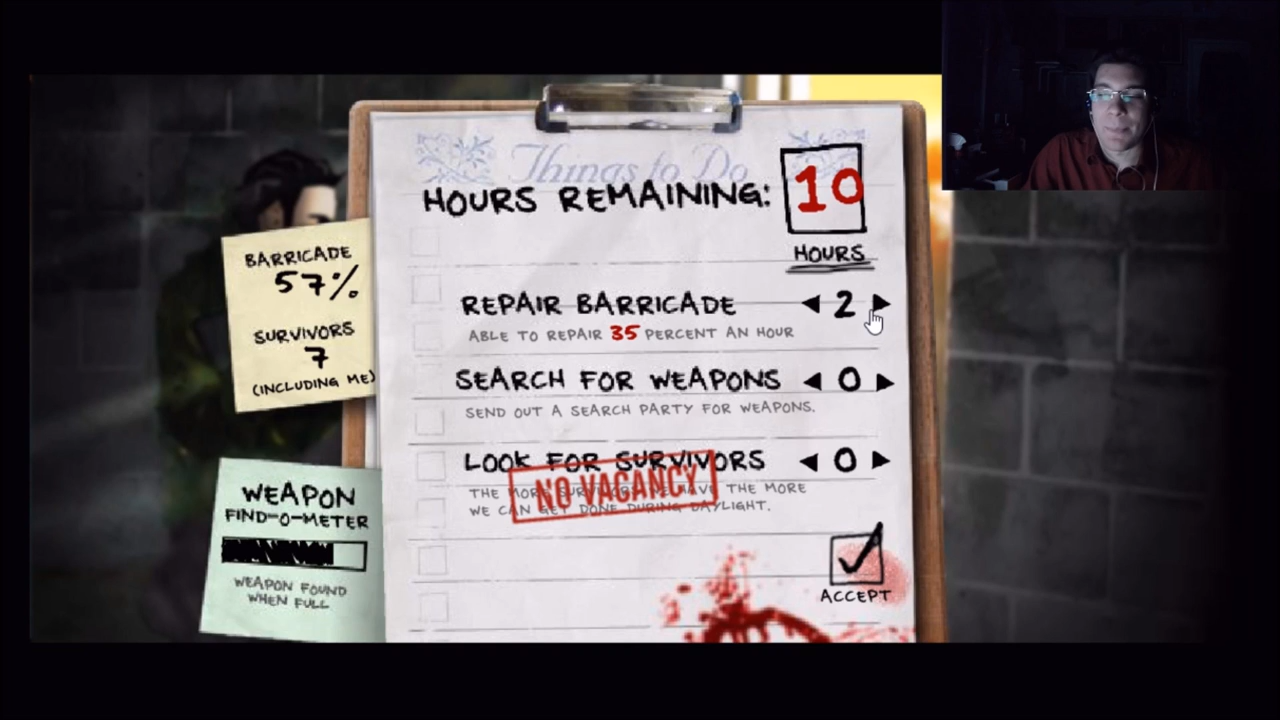 Things to Do
HOURS REMAINING: 10
HOURS
BARRICADE
57%
SURVIVORS
7
(INCLUDING ME)
REPAIR BARRICADE 2
ABLE TO REPAIR 35 PERCENT AN HOUR
SEARCH FOR WEAPONS 0
SEND OUT A SEARCH PARTY FOR WEAPONS.
LOOK FOR SURVIVORS 0
NO VACANCY
THE MORE SURVIVORS WE HAVE THE MORE
WE CAN GET DONE DURING DAYLIGHT.
WEAPON
FIND-O-METER
WEAPON FOUND
WHEN FULL
ACCEPT